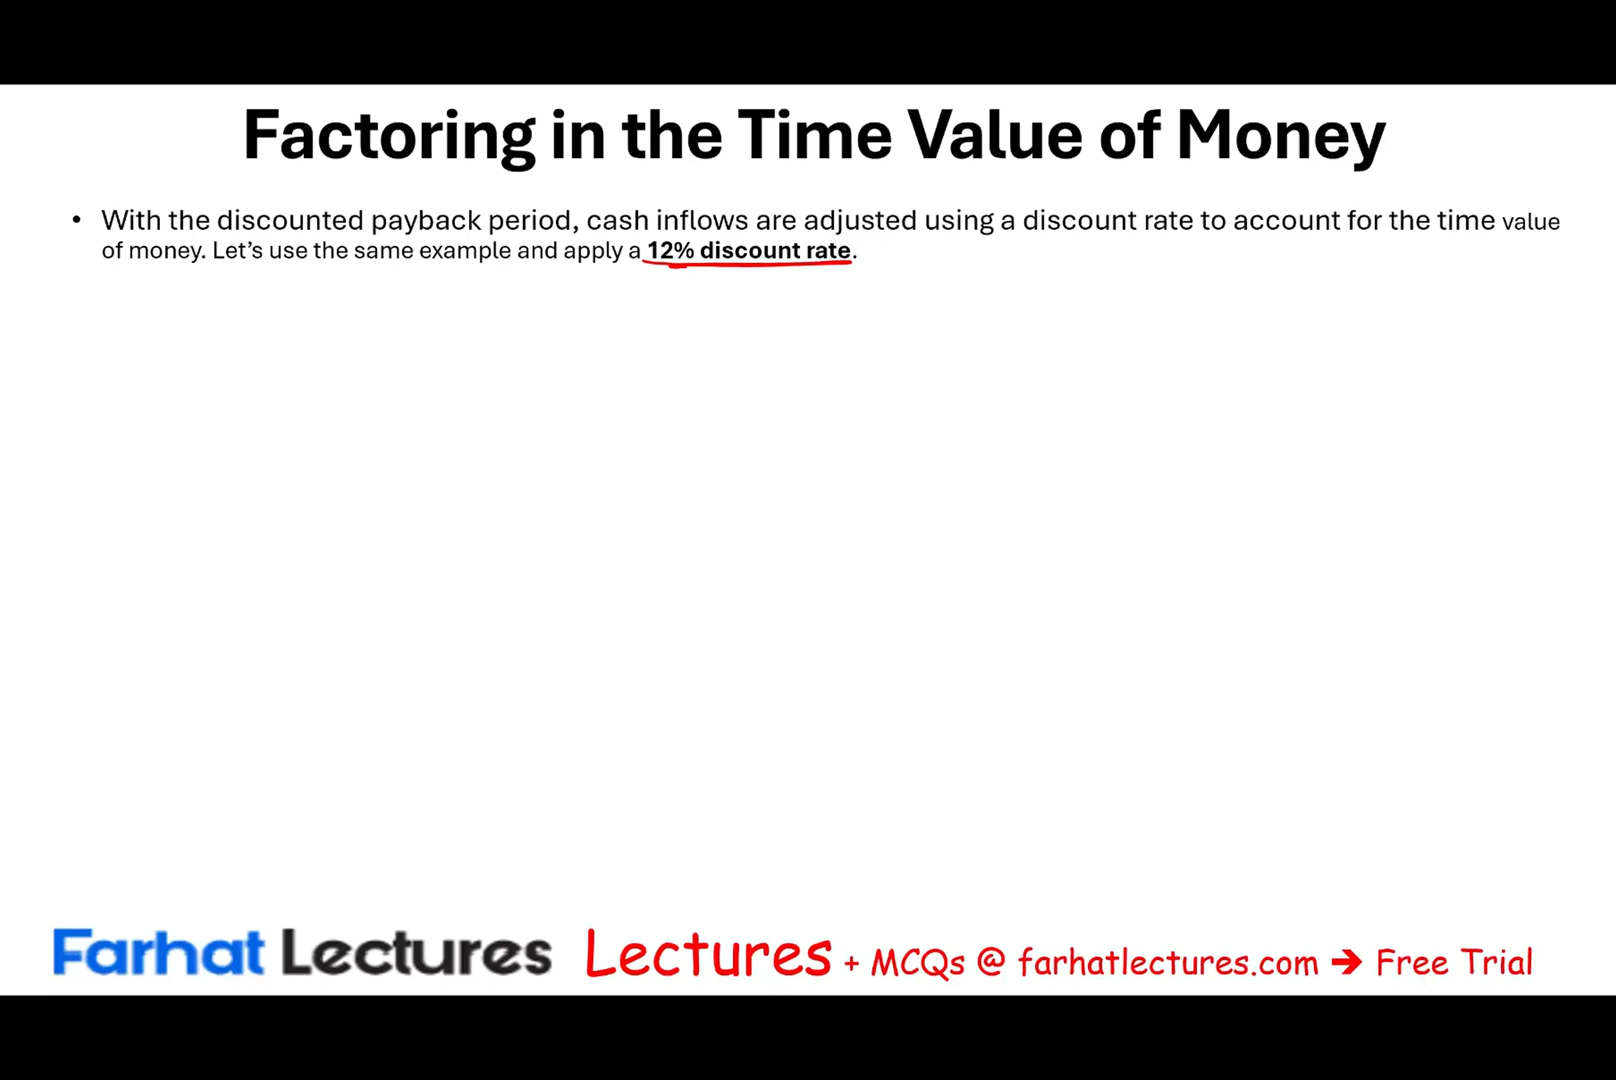 Factoring in the Time Value of Money
• With the discounted payback period, cash inflows are adjusted using a discount rate to account for the time value
of money. Let’s use the same example and apply a 12% discount rate.
Farhat Lectures Lectures + MCQs @ farhatlectures.com ➔ Free Trial